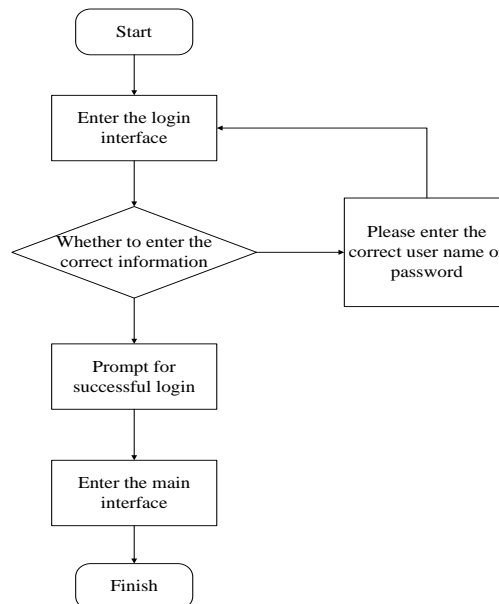 Start
Enter the login
interface
Whether to enter the
correct information
Please enter the
correct user name o
password
Prompt for
successful login
Enter the main
interface
Finish